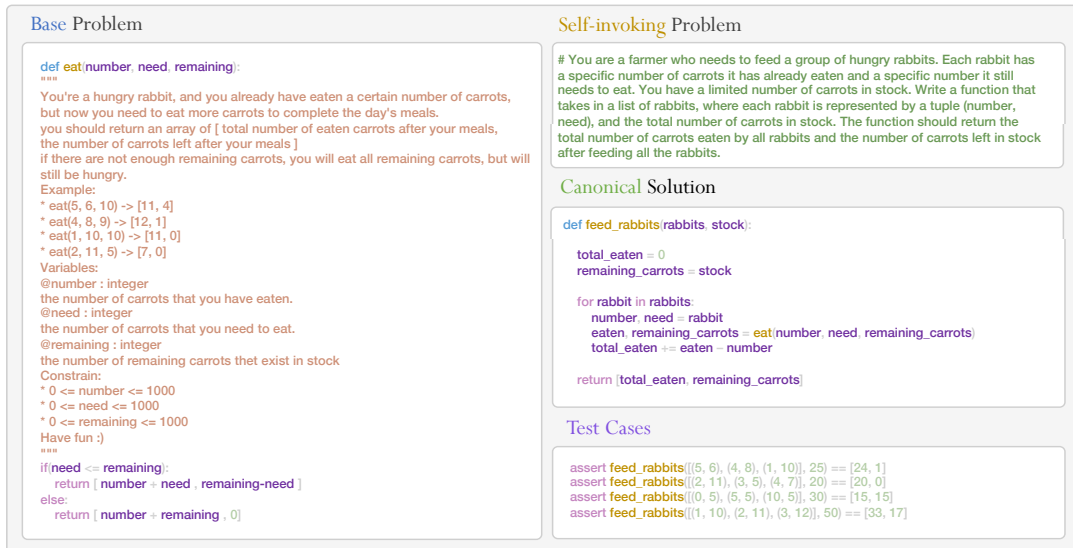 Base Problem
def eat(number, need, remaining):
"""
You're a hungry rabbit, and you already have eaten a certain number of carrots,
but now you need to eat more carrots to complete the day's meals.
you should return an array of [ total number of eaten carrots after your meals,
the number of carrots left after your meals ]
if there are not enough remaining carrots, you will eat all remaining carrots, but will
still be hungry.
Example:
* eat(5, 6, 10) -> [11, 4]
* eat(4, 8, 9) -> [12, 1]
* eat(1, 10, 10) -> [11, 0]
* eat(2, 11, 5) -> [7, 0]
Variables:
@number : integer
the number of carrots that you have eaten.
@need : integer
the number of carrots that you need to eat.
@remaining : integer
the number of remaining carrots thet exist in stock
Constrain:
* 0 <= number <= 1000
* 0 <= need <= 1000
* 0 <= remaining <= 1000
Have fun :)
"""
if(need <= remaining):
return [ number + need , remaining-need ]
else:
return [ number + remaining , 0]
Self-invoking Problem
# You are a farmer who needs to feed a group of hungry rabbits. Each rabbit has
a specific number of carrots it has already eaten and a specific number it still
needs to eat. You have a limited number of carrots in stock. Write a function that
takes in a list of rabbits, where each rabbit is represented by a tuple (number,
need), and the total number of carrots in stock. The function should return the
total number of carrots eaten by all rabbits and the number of carrots left in stock
after feeding all the rabbits.
Canonical Solution
def feed_rabbits(rabbits, stock):
total_eaten = 0
remaining_carrots = stock
for rabbit in rabbits:
number, need = rabbit
eaten, remaining_carrots = eat(number, need, remaining_carrots)
total_eaten += eaten - number
return [total_eaten, remaining_carrots]
Test Cases
assert feed_rabbits([(5, 6), (4, 8), (1, 10)], 25) == [24, 1]
assert feed_rabbits([(2, 11), (3, 5), (4, 7)], 20) == [20, 0]
assert feed_rabbits([(0, 5), (5, 5), (10, 5)], 30) == [15, 15]
assert feed_rabbits([(1, 10), (2, 11), (3, 12)], 50) == [33, 17]